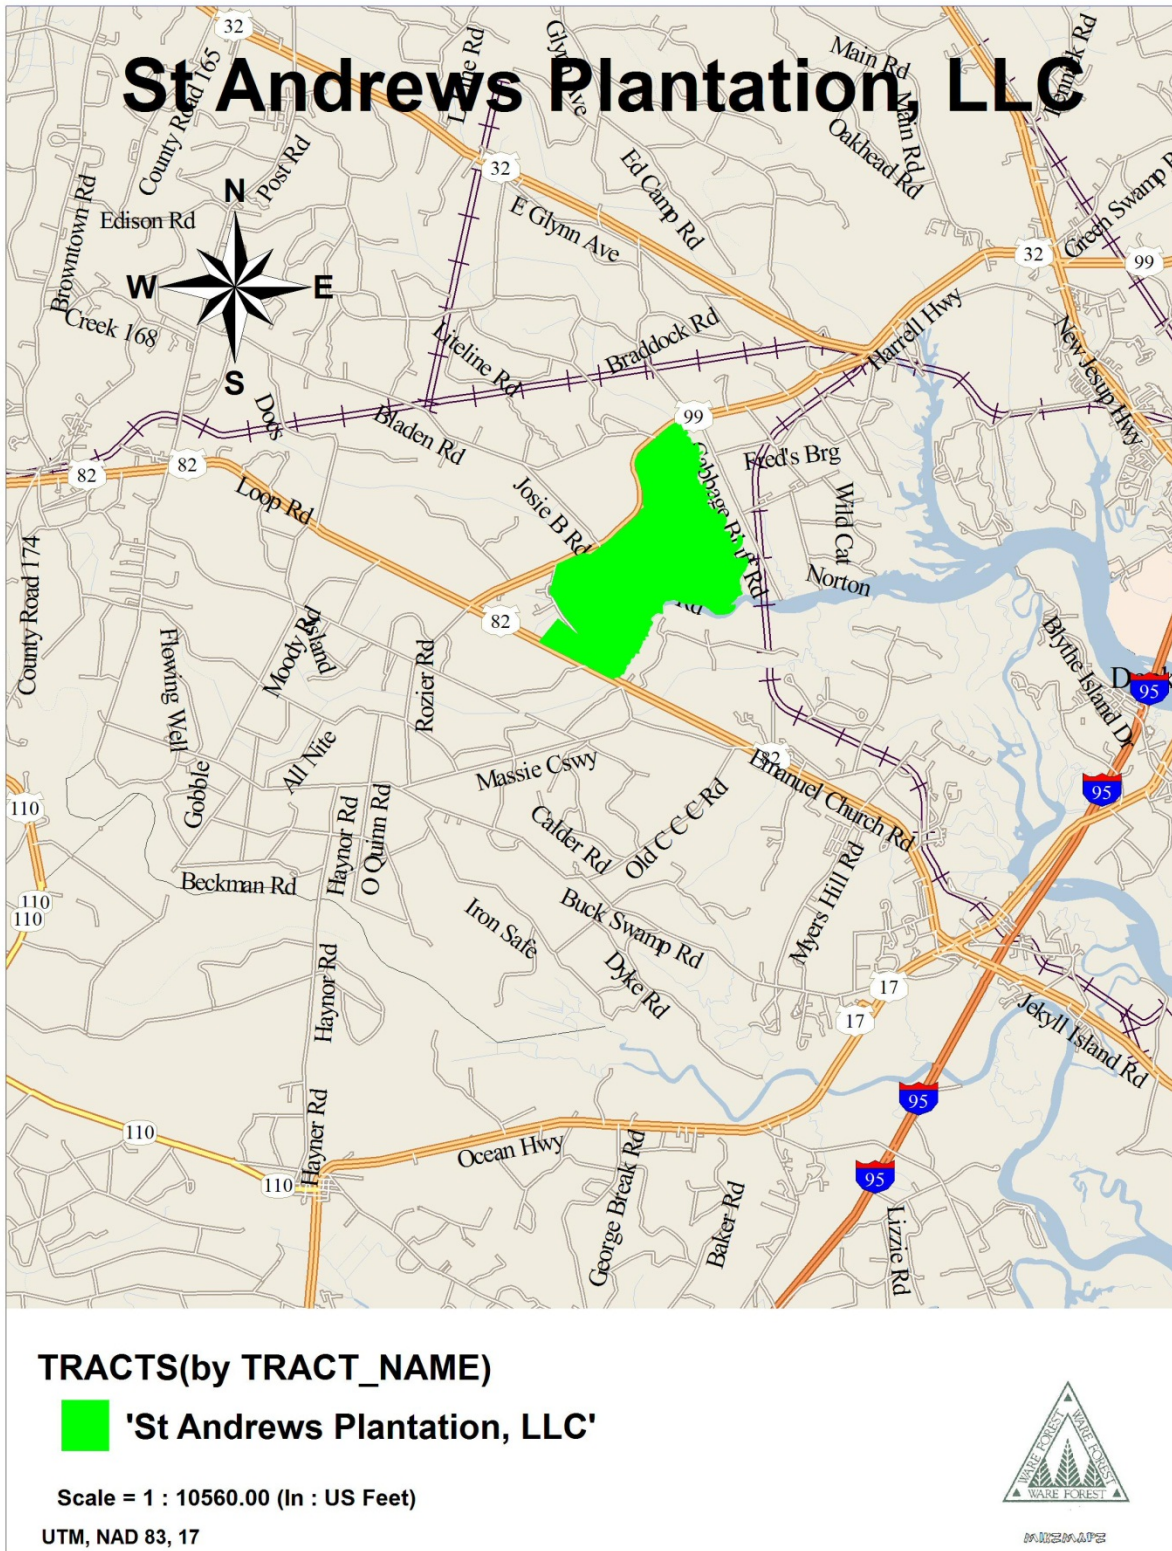 St Andrews Plantation, LLC
32
County Road 165
Glynn Ave
Main Rd
Main Rd
Oakhead Rd
Post Rd
32
Ed Camp Rd
Green Swamp
Browntown Rd
Edison Rd
N
W
E
S
E Glynn Ave
32
99
Creek 168
Harrell Hwy
Liteline Rd
Braddock Rd
New Jesup Hwy
Docs
Bladen Rd
99
82
82
Loop Rd
Josie B Rd
Cabbage Bluff Rd
Fred's Brg
Wild Cat
Norton
Rd
County Road 174
82
Moody Rd
Island
Flowing Well
Rozier Rd
Blythe Island Dr
95
95
Gobble
All Nite
Massie Cswy
82
Emanuel Church Rd
110
Haynor Rd
O Quinn Rd
Calder Rd
Old C C C Rd
Beckman Rd
110
110
Iron Safe
Buck Swamp Rd
Myers Hill Rd
Haynor Rd
Dyke Rd
17
17
Jekyll Island Rd
95
110
Hayner Rd
Ocean Hwy
George Break Rd
110
95
Baker Rd
Lizzie Rd
TRACTS(by TRACT_NAME)
'St Andrews Plantation, LLC'
Scale = 1 : 10560.00 (In : US Feet)
UTM, NAD 83, 17
WARE FOREST
WARE FOREST
WARE FOREST